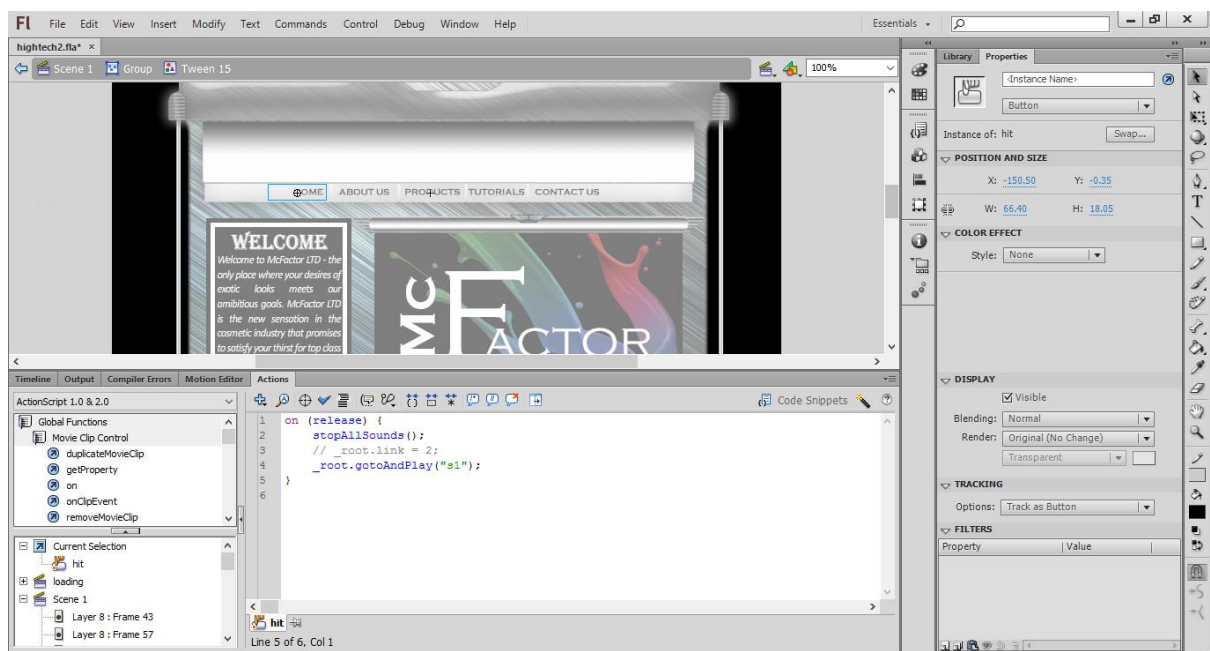 Fl File Edit View Insert Modify Text Commands Control Debug Window Help Essentials
hightech2.fla* ×
Scene 1 Group Tween 15 100%
HOME ABOUT US PRODUCTS TUTORIALS CONTACT US
WELCOME
Welcome to McFactor LTD - the
only place where your desires of
exotic looks meets our
ambitious goals. McFactor LTD
is the new sensation in the
cosmetic industry that promises
to satisfy your thirst for top class
MC FACTOR
Timeline Output Compiler Errors Motion Editor Actions
ActionScript 1.0 & 2.0
Global Functions
Movie Clip Control
duplicateMovieClip
getProperty
on
onClipEvent
removeMovieClip
Current Selection
hit
loading
Scene 1
Layer 8 : Frame 43
Layer 8 : Frame 57
Code Snippets
1 on (release) {
2 stopAllSounds();
3 // _root.link = 2;
4 _root.gotoAndPlay("s1");
5 }
6
hit
Line 5 of 6, Col 1
Library Properties
<Instance Name>
Button
Instance of: hit Swap...
POSITION AND SIZE
X: -150.50 Y: -0.35
W: 66.40 H: 18.05
COLOR EFFECT
Style: None
DISPLAY
Visible
Blending: Normal
Render: Original (No Change)
Transparent
TRACKING
Options: Track as Button
FILTERS
Property Value
T